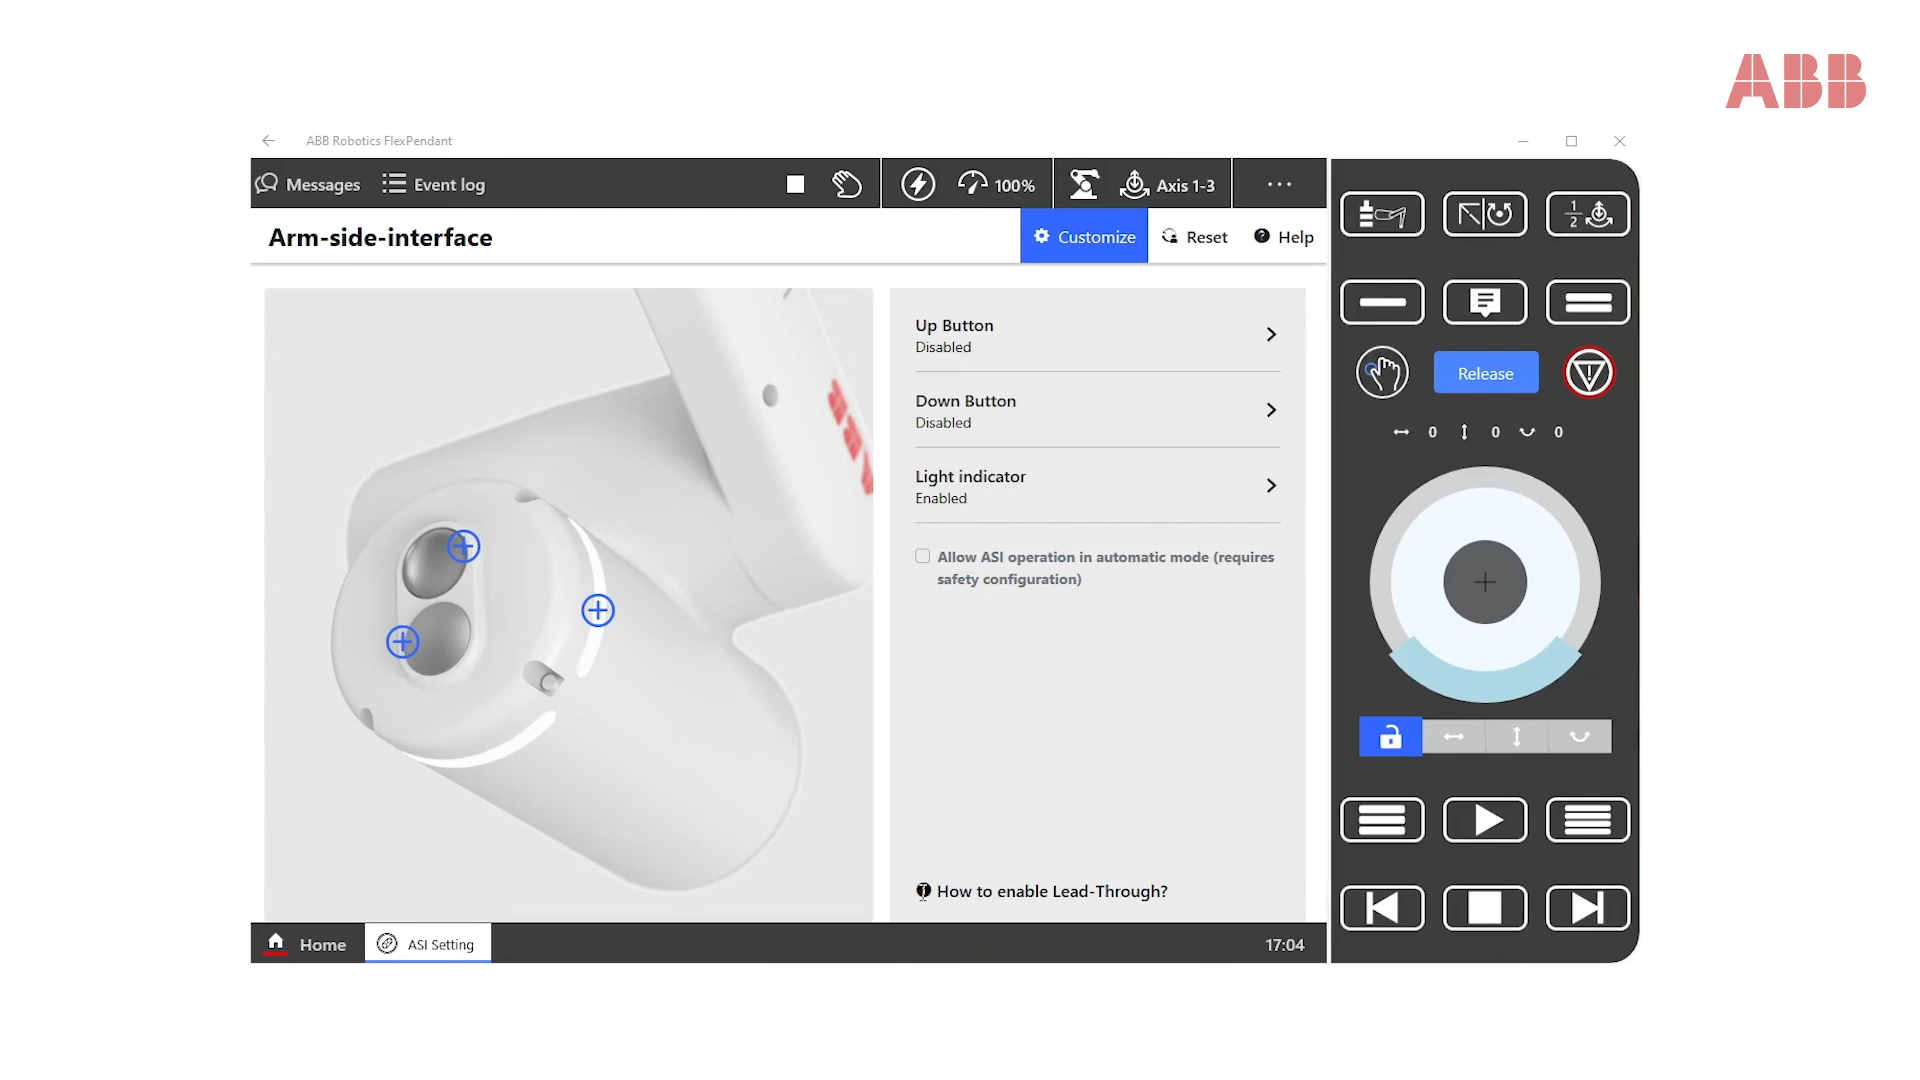 ABB
ABB Robotics FlexPendant
Messages
Event log
100%
Axis 1-3
...
Arm-side-interface
Customize
Reset
Help
1
2
Up Button
Disabled
Down Button
Disabled
Light indicator
Enabled
Allow ASI operation in automatic mode (requires
safety configuration)
How to enable Lead-Through?
Release
0 0 0
Home
ASI Setting
17:04